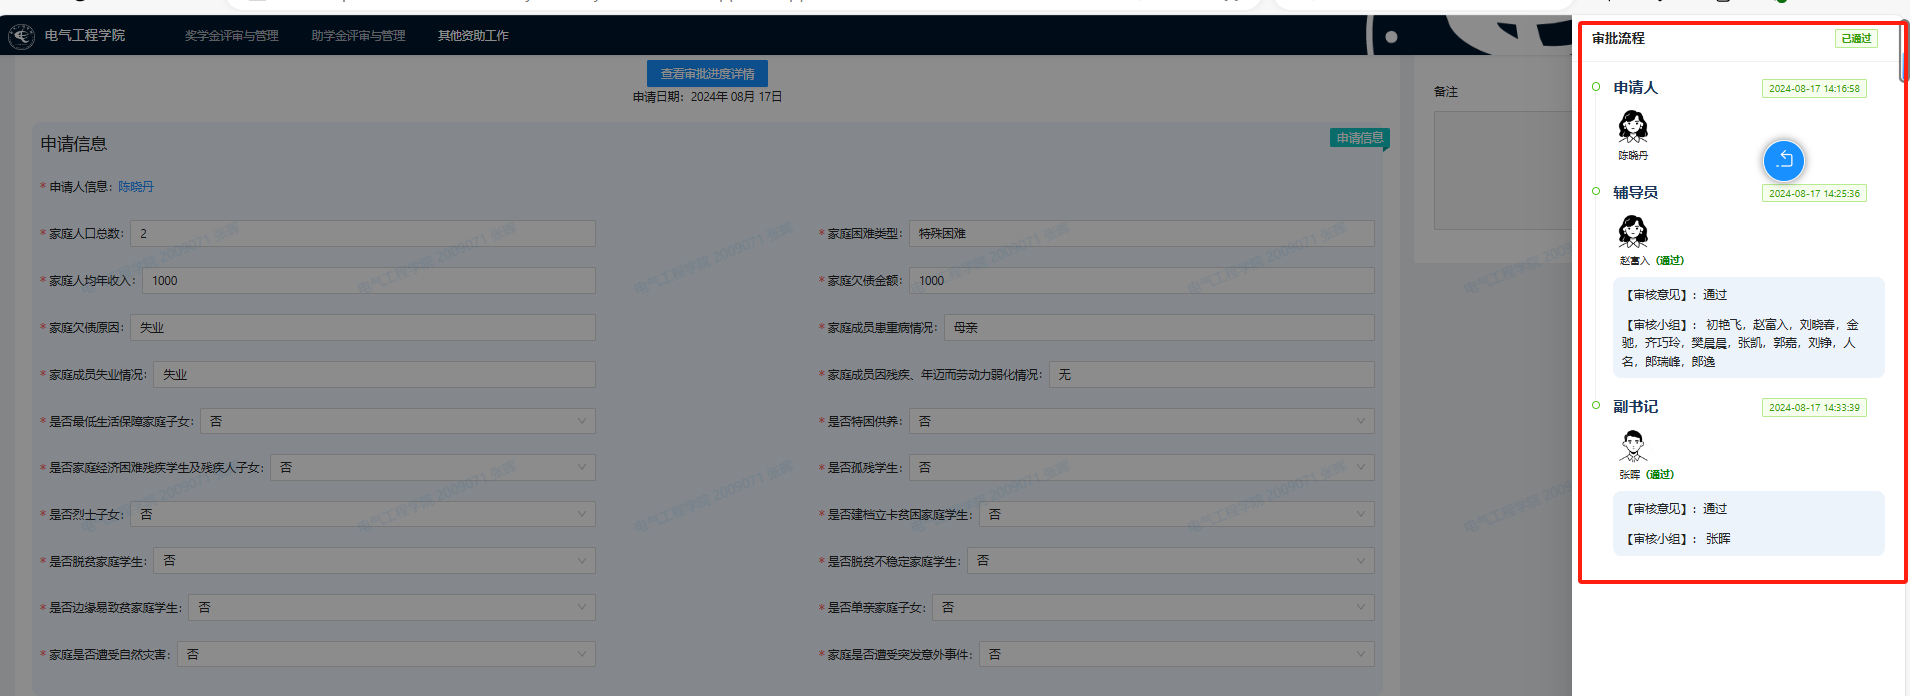 电气工程学院 奖学金评审与管理 助学金评审与管理 其他资助工作
查看审批进度详情
申请日期：2024年 08月 17日
申请信息
申请信息
* 申请人信息：陈晓丹
* 家庭人口总数： 2
* 家庭困难类型： 特殊困难
* 家庭人均年收入： 1000
* 家庭欠债金额： 1000
* 家庭欠债原因： 失业
* 家庭成员患重病情况： 母亲
* 家庭成员失业情况： 失业
* 家庭成员因残疾、年迈而劳动力弱化情况： 无
* 是否最低生活保障家庭子女： 否
* 是否特困供养： 否
* 是否家庭经济困难残疾学生及残疾人子女： 否
* 是否孤残学生： 否
* 是否烈士子女： 否
* 是否建档立卡贫困家庭学生： 否
* 是否脱贫家庭学生： 否
* 是否脱贫不稳定家庭学生： 否
* 是否边缘易致贫家庭学生： 否
* 是否单亲家庭子女： 否
* 家庭是否遭受自然灾害： 否
* 家庭是否遭受突发意外事件： 否
电气工程学院 2009071 张晖
备注
审批流程 已通过
申请人 2024-08-17 14:16:58
陈晓丹
辅导员 2024-08-17 14:25:36
赵富入（通过）
【审核意见】：通过
【审核小组】： 初艳飞，赵富入，刘晓春，金
驰，齐巧玲，樊晨晨，张凯，郭嘉，刘铮，人
名，郎瑞峰，郎逸
副书记 2024-08-17 14:33:39
张晖（通过）
【审核意见】：通过
【审核小组】： 张晖